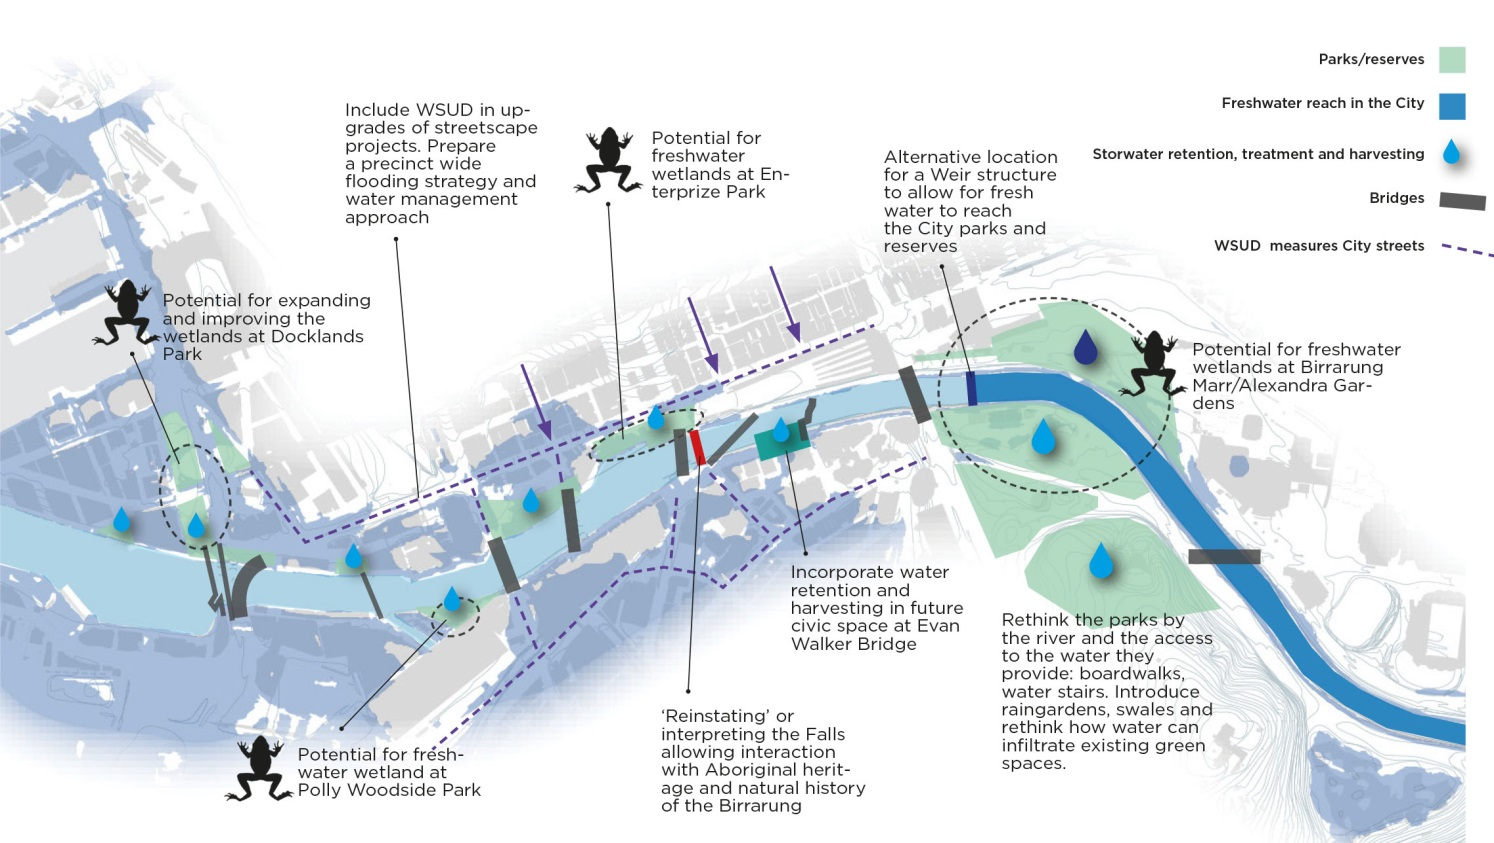 Parks/reserves
Freshwater reach in the City
Storwater retention, treatment and harvesting
Bridges
WSUD measures City streets
Include WSUD in up-
grades of streetscape
projects. Prepare
a precinct wide
flooding strategy and
water management
approach
Potential for
freshwater
wetlands at En-
terprize Park
Alternative location
for a Weir structure
to allow for fresh
water to reach
the City parks and
reserves
Potential for expanding
and improving the
wetlands at Docklands
Park
Potential for freshwater
wetlands at Birrarung
Marr/Alexandra Gar-
dens
Incorporate water
retention and
harvesting in future
civic space at Evan
Walker Bridge
Rethink the parks by
the river and the access
to the water they
provide: boardwalks,
water stairs. Introduce
raingardens, swales and
rethink how water can
infiltrate existing green
spaces.
‘Reinstating’ or
interpreting the Falls
allowing interaction
with Aboriginal herit-
age and natural history
of the Birrarung
Potential for fresh-
water wetland at
Polly Woodside Park